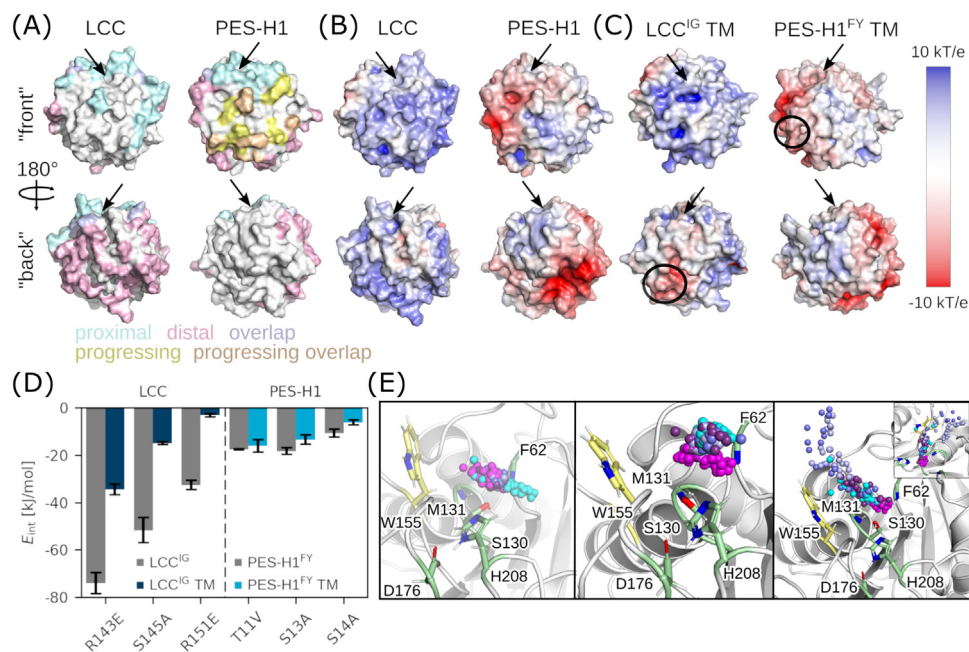 (A) LCC PES-H1 (B) LCC PES-H1 (C) LCC^IG TM PES-H1^FY TM
10 kT/e
"front"
180°
"back"
-10 kT/e
proximal distal overlap
progressing progressing overlap
(D) LCC PES-H1
0
-20
-40
-60
-80
E_int [kJ/mol]
LCC^IG PES-H1^FY
LCC^IG TM PES-H1^FY TM
R143E S145A R151E T11V S13A S14A
(E)
F62
M131
W155
S130
D176
H208
F62
M131
W155
S130
D176
H208
F62
M131
S130
W155
H208
D176